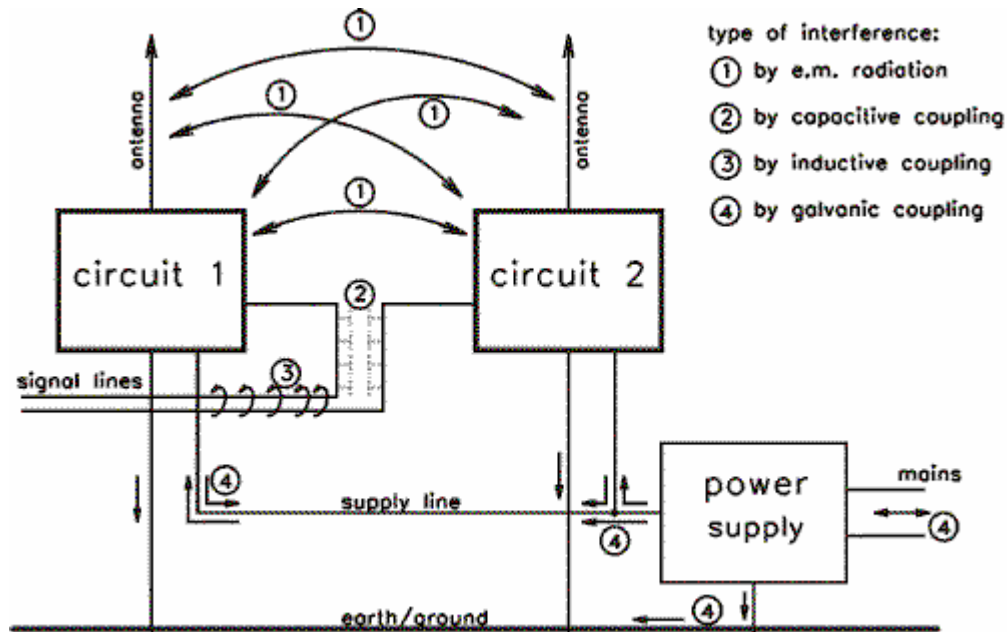 type of interference:
① by e.m. radiation
② by capacitive coupling
③ by inductive coupling
④ by galvanic coupling
①
①
①
①
antenna
antenna
circuit 1
circuit 2
②
③
signal lines
④
supply line
④
power
supply
mains
④
④
earth/ground